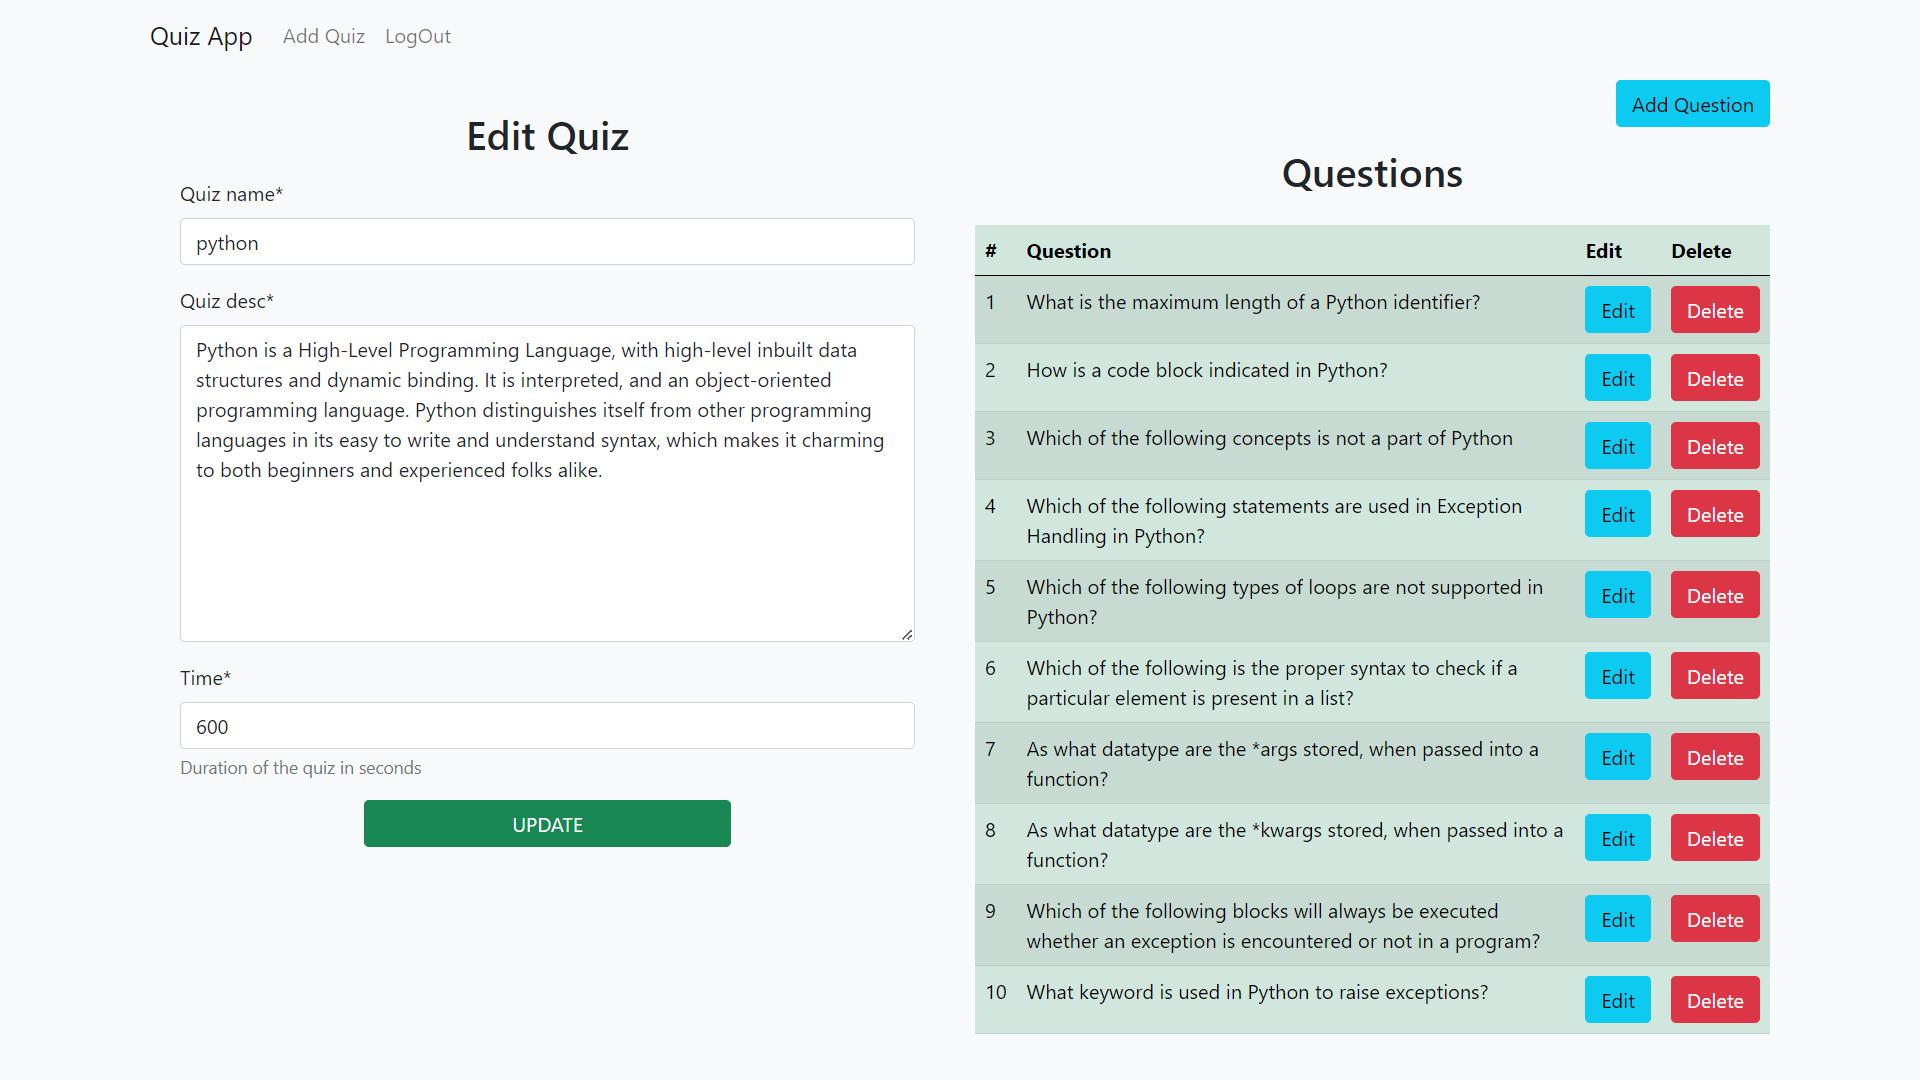 Quiz App Add Quiz LogOut
Edit Quiz
Quiz name*
python
Quiz desc*
Python is a High-Level Programming Language, with high-level inbuilt data
structures and dynamic binding. It is interpreted, and an object-oriented
programming language. Python distinguishes itself from other programming
languages in its easy to write and understand syntax, which makes it charming
to both beginners and experienced folks alike.
Time*
600
Duration of the quiz in seconds
UPDATE
Add Question
Questions
# Question Edit Delete
1 What is the maximum length of a Python identifier? Edit Delete
2 How is a code block indicated in Python? Edit Delete
3 Which of the following concepts is not a part of Python Edit Delete
4 Which of the following statements are used in Exception Edit Delete
Handling in Python?
5 Which of the following types of loops are not supported in Edit Delete
Python?
6 Which of the following is the proper syntax to check if a Edit Delete
particular element is present in a list?
7 As what datatype are the *args stored, when passed into a Edit Delete
function?
8 As what datatype are the *kwargs stored, when passed into a Edit Delete
function?
9 Which of the following blocks will always be executed Edit Delete
whether an exception is encountered or not in a program?
10 What keyword is used in Python to raise exceptions? Edit Delete